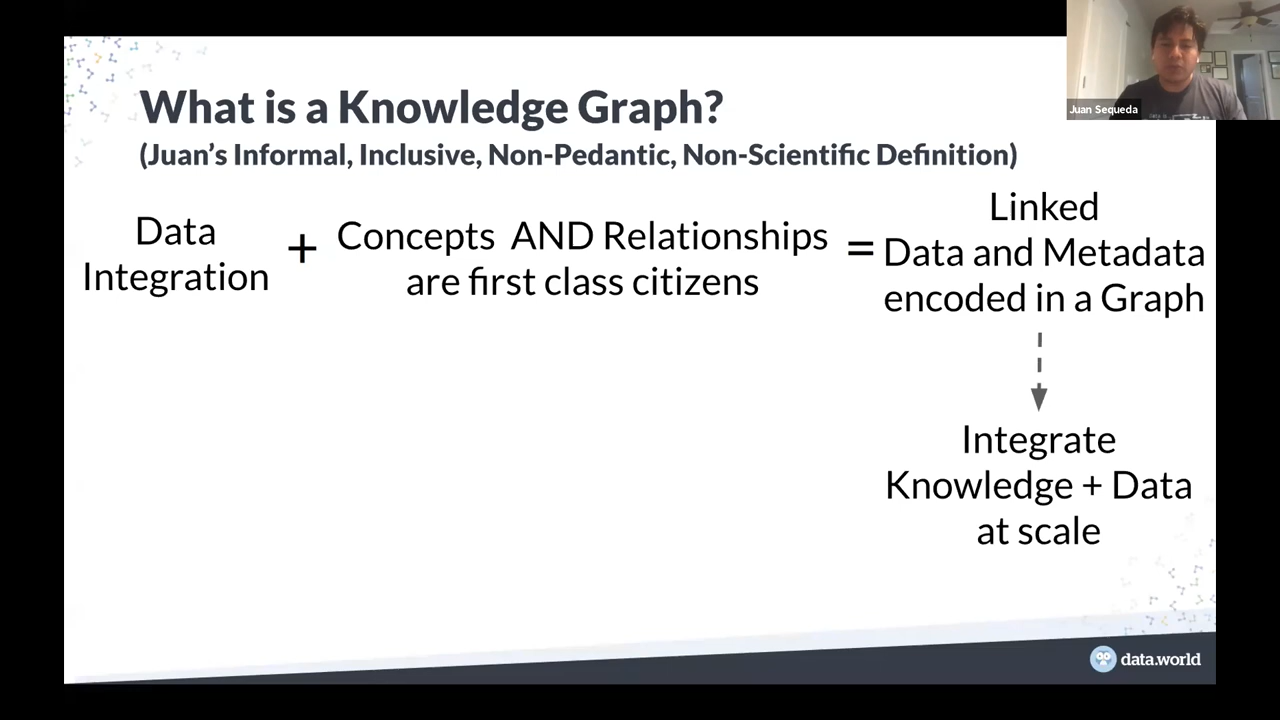 What is a Knowledge Graph?
(Juan's Informal, Inclusive, Non-Pedantic, Non-Scientific Definition)
Data
Integration
+
Concepts AND Relationships
are first class citizens
=
Linked
Data and Metadata
encoded in a Graph
Integrate
Knowledge + Data
at scale
Juan Sequeda
data.world